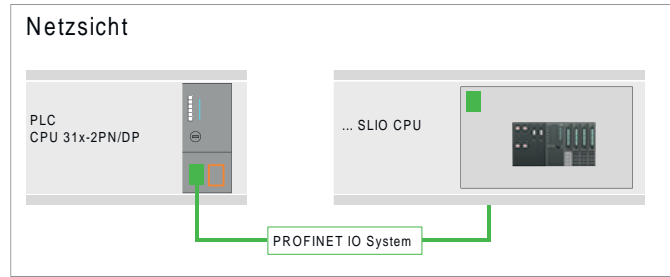 Netzsicht
PLC
CPU 31x-2PN/DP
... SLIO CPU
PROFINET IO System